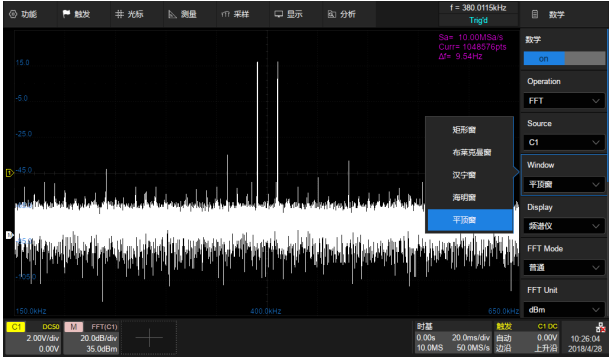 功能 触发 光标 测量 采样 显示 分析
f = 380.0115kHz
Trig'd
数学
Sa= 10.00MSa/s
Curr= 1048576pts
Δf= 9.54Hz
数学
on
Operation
FFT
Source
C1
Window
平顶窗
Display
频谱仪
FFT Mode
普通
FFT Unit
dBm
矩形窗
布莱克曼窗
汉宁窗
海明窗
平顶窗
15.0
-5.0
-25.0
-45.0
-105.0
150.0kHz 400.0kHz 650.0kHz
C1 DC50
2.00V/div
0.00V
M FFT(C1)
20.0dB/div
35.0dBm
时基
0.00s 20.0ms/div
10.0MS 50.0MS/s
触发 C1 DC
自动 0.00V
边沿 上升沿
10:26:04
2018/4/28